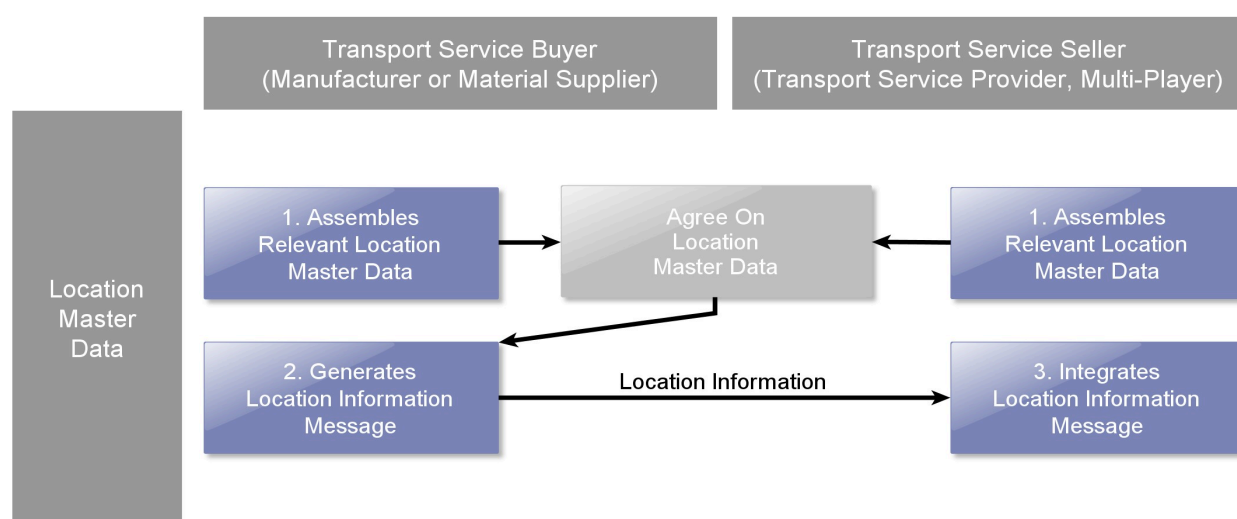 Transport Service Buyer
(Manufacturer or Material Supplier)
Transport Service Seller
(Transport Service Provider, Multi-Player)
Location
Master
Data
1. Assembles
Relevant Location
Master Data
Agree On
Location
Master Data
1. Assembles
Relevant Location
Master Data
2. Generates
Location Information
Message
Location Information
3. Integrates
Location Information
Message